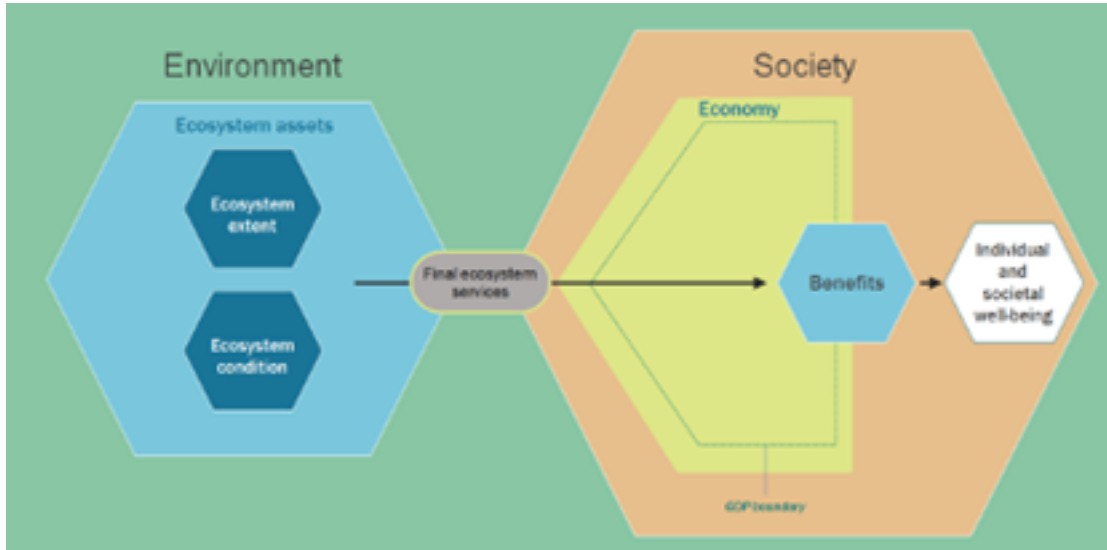 Environment
Society
Ecosystem assets
Economy
Ecosystem
extent
Final ecosystem
services
Benefits
Individual
and
societal
well-being
Ecosystem
condition
GDP boundary